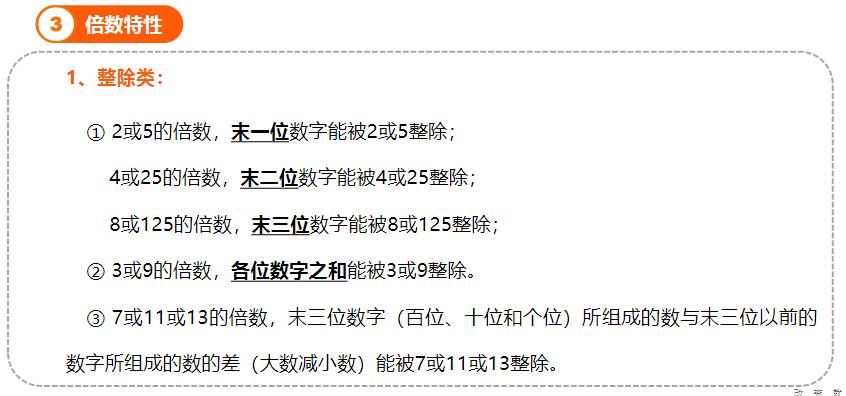 3 倍数特性
1、整除类：
① 2或5的倍数，末一位数字能被2或5整除；
4或25的倍数，末二位数字能被4或25整除；
8或125的倍数，末三位数字能被8或125整除；
② 3或9的倍数，各位数字之和能被3或9整除。
③ 7或11或13的倍数，末三位数字（百位、十位和个位）所组成的数与末三位以前的
数字所组成的数的差（大数减小数）能被7或11或13整除。